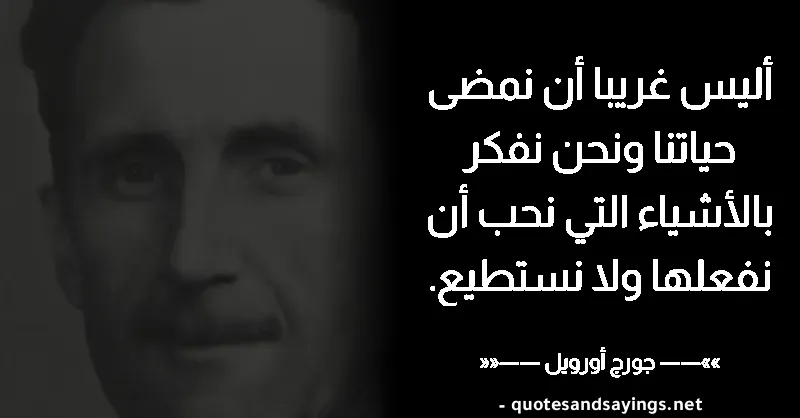 أليس غريبا أن نمضى
حياتنا ونحن نفكر
بالأشياء التي نحب أن
نفعلها ولا نستطيع.
»»—— جورج أورويل ——««
- quotesandsayings.net